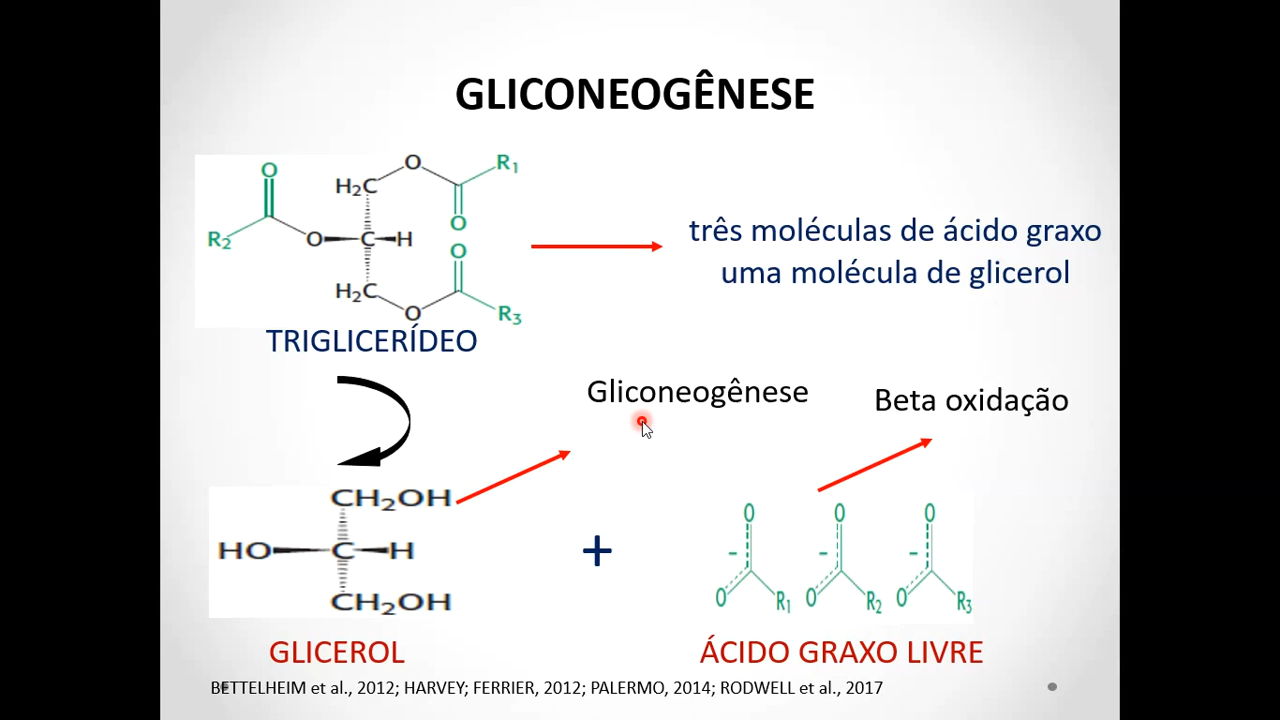 GLICONEOGÊNESE
O
R₁
H₂C
O
O
R₂
O
C
H
O
H₂C
O
R₃
três moléculas de ácido graxo
uma molécula de glicerol
TRIGLICERÍDEO
Gliconeogênese
Beta oxidação
CH₂OH
HO
C
H
CH₂OH
+
O
O
O
-
-
-
O
R₁
O
R₂
O
R₃
GLICEROL
ÁCIDO GRAXO LIVRE
BETTELHEIM et al., 2012; HARVEY; FERRIER, 2012; PALERMO, 2014; RODWELL et al., 2017